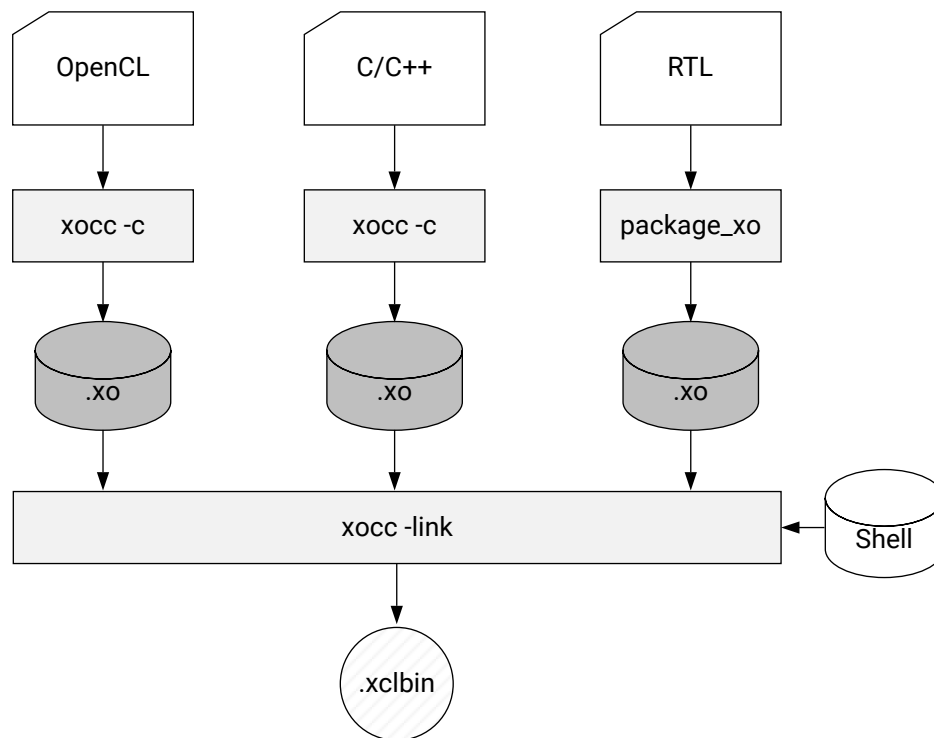 OpenCL
C/C++
RTL
xocc -c
xocc -c
package_xo
.xo
.xo
.xo
xocc -link
Shell
.xclbin